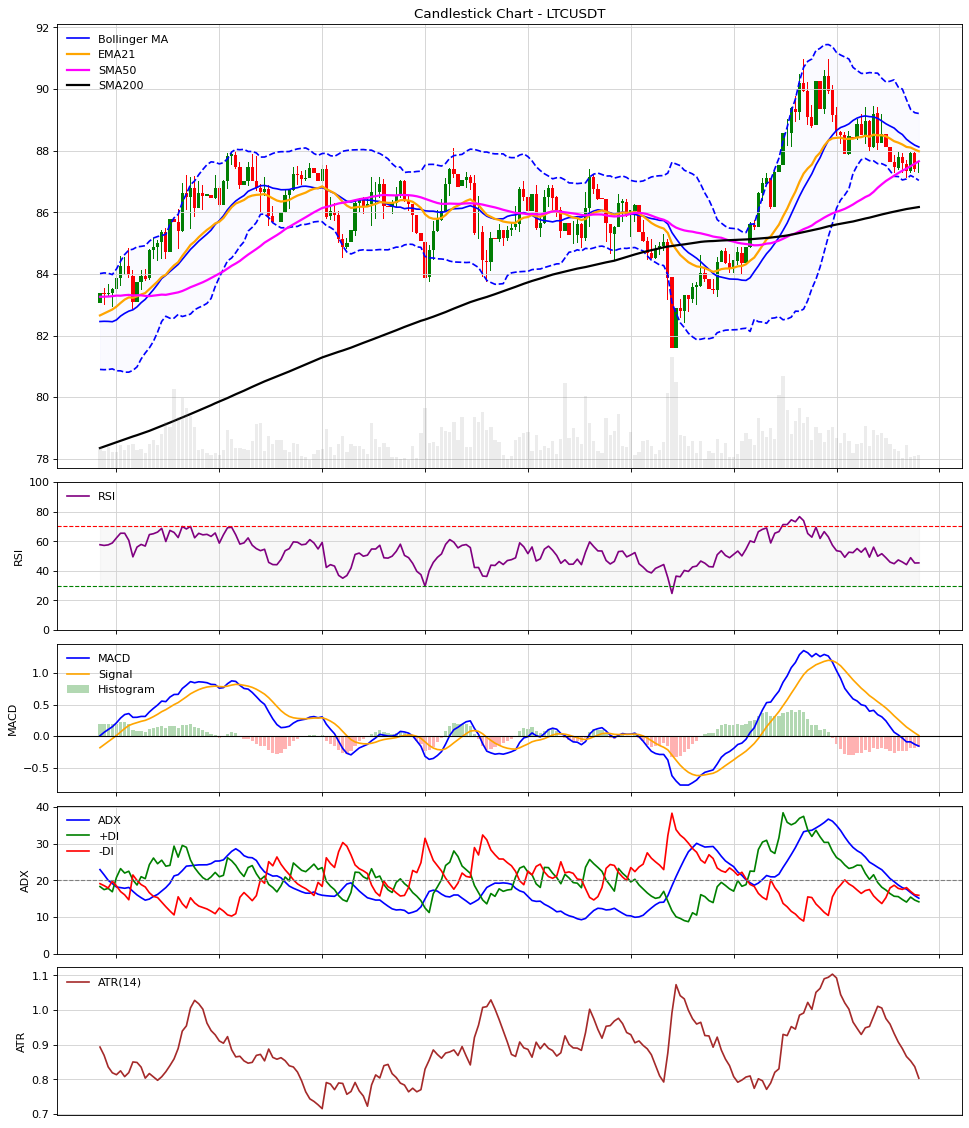 Candlestick Chart - LTCUSDT
92
90
88
86
84
82
80
78
Bollinger MA
EMA21
SMA50
SMA200
100
80
60
40
20
0
RSI
RSI
1.0
0.5
0.0
−0.5
MACD
MACD
Signal
Histogram
40
30
20
10
0
ADX
ADX
+DI
-DI
1.1
1.0
0.9
0.8
0.7
ATR
ATR(14)